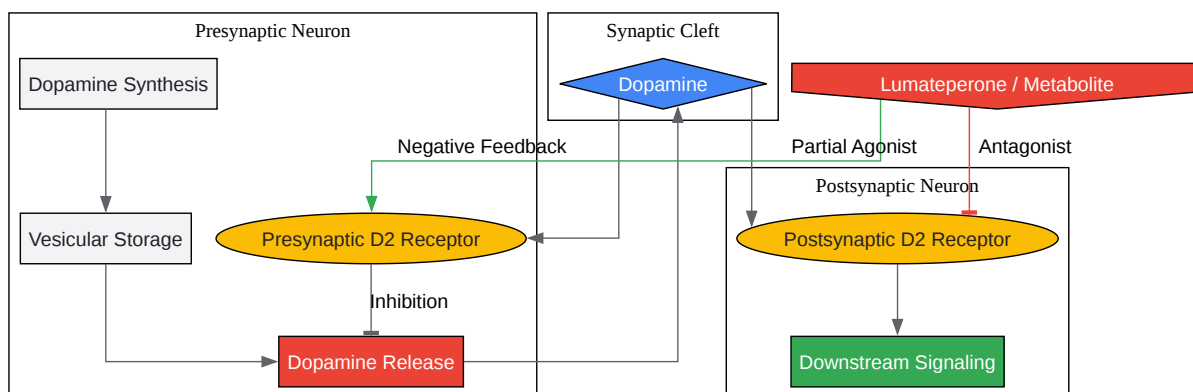 Presynaptic Neuron
Synaptic Cleft
Dopamine Synthesis
Dopamine
Lumateperone / Metabolite
Negative Feedback
Partial Agonist
Antagonist
Postsynaptic Neuron
Vesicular Storage
Presynaptic D2 Receptor
Postsynaptic D2 Receptor
Inhibition
Dopamine Release
Downstream Signaling